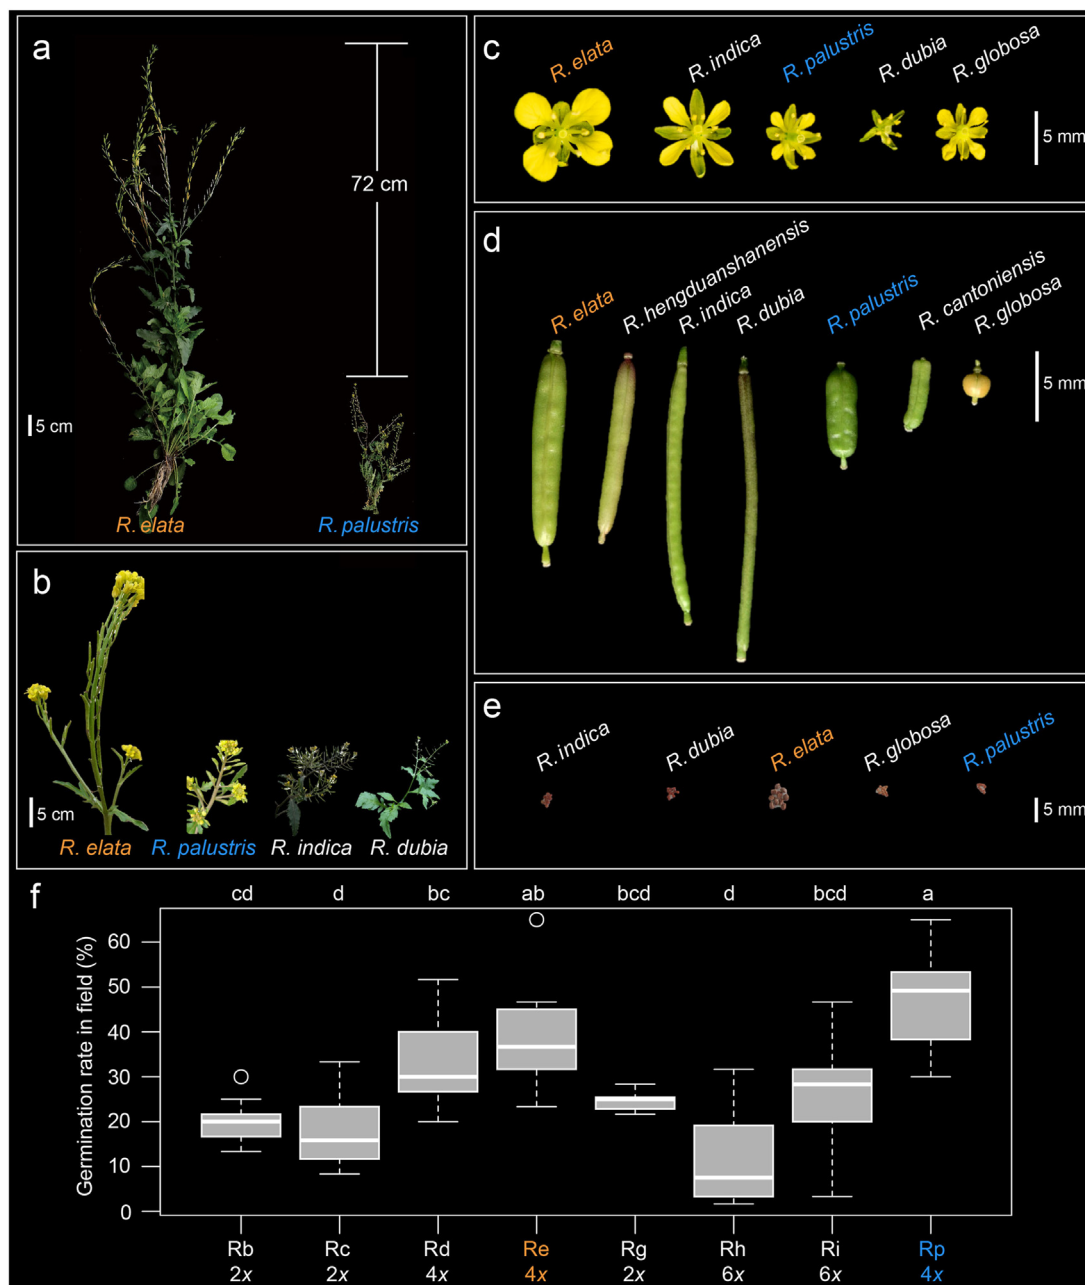 a
72 cm
5 cm
R. elata
R. palustris
b
5 cm
R. elata
R. palustris
R. indica
R. dubia
c
R. elata
R. indica
R. palustris
R. dubia
R. globosa
5 mm
d
R. elata
R. hengduanshanensis
R. indica
R. dubia
R. palustris
R. cantoniensis
R. globosa
5 mm
e
R. indica
R. dubia
R. elata
R. globosa
R. palustris
5 mm
f
cd d bc ab bcd d bcd a
Germination rate in field (%)
60
50
40
30
20
10
0
Rb Rc Rd Re Rg Rh Ri Rp
2x 2x 4x 4x 2x 6x 6x 4x